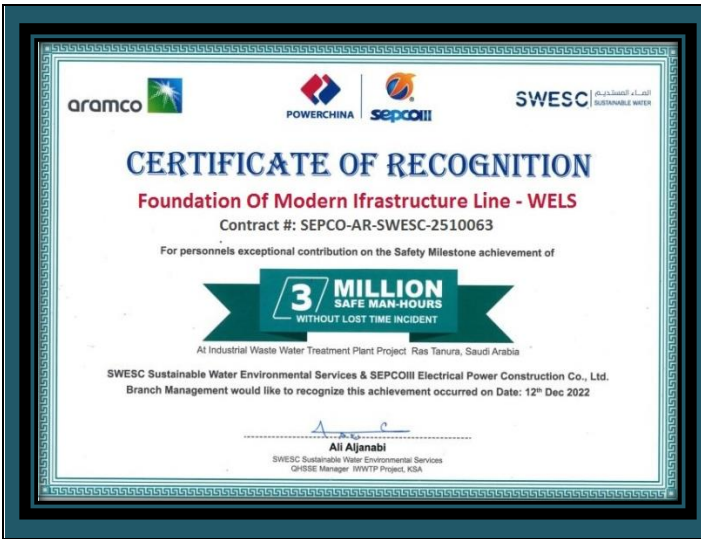 aramco
POWERCHINA
SEPCOIII
SWESC
المـاء المستديـم
SUSTAINABLE WATER
CERTIFICATE OF RECOGNITION
Foundation Of Modern Ifrastructure Line - WELS
Contract #: SEPCO-AR-SWESC-2510063
For personnels exceptional contribution on the Safety Milestone achievement of
3 MILLION
SAFE MAN-HOURS
WITHOUT LOST TIME INCIDENT
At Industrial Waste Water Treatment Plant Project Ras Tanura, Saudi Arabia
SWESC Sustainable Water Environmental Services & SEPCOIII Electrical Power Construction Co., Ltd.
Branch Management would like to recognize this achievement occurred on Date: 12th Dec 2022
Ali Aljanabi
SWESC Sustainable Water Environmental Services
QHSSE Manager IWWTP Project, KSA